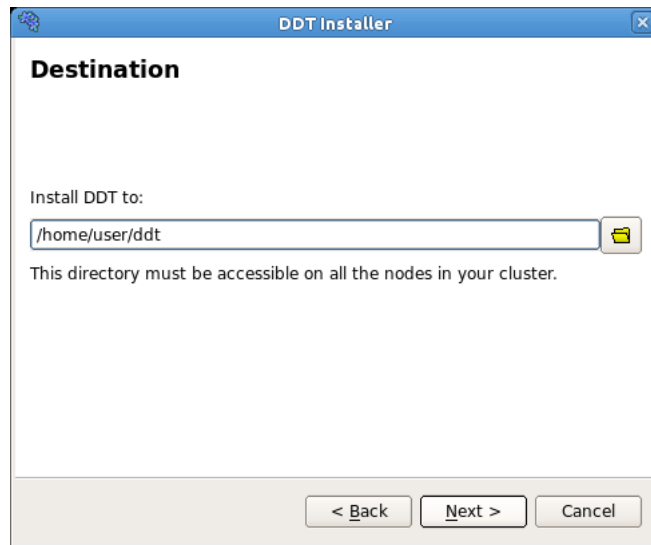 DDT Installer
Destination
Install DDT to:
/home/user/ddt
This directory must be accessible on all the nodes in your cluster.
< Back Next > Cancel